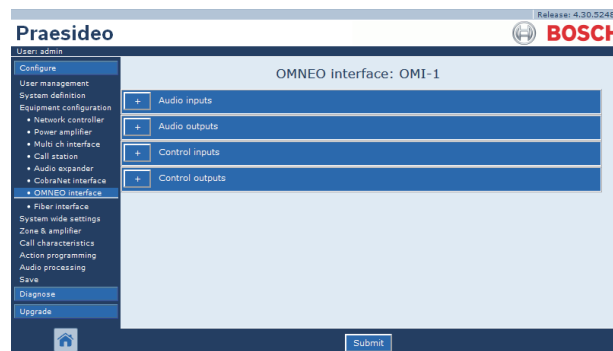 Release: 4.30.5248
Praesideo
BOSCH
User: admin
Configure
User management
System definition
Equipment configuration
• Network controller
• Power amplifier
• Multi ch interface
• Call station
• Audio expander
• CobraNet interface
• OMNEO interface
• Fiber interface
System wide settings
Zone & amplifier
Call characteristics
Action programming
Audio processing
Save
Diagnose
Upgrade
OMNEO interface: OMI-1
+ Audio inputs
+ Audio outputs
+ Control inputs
+ Control outputs
Submit